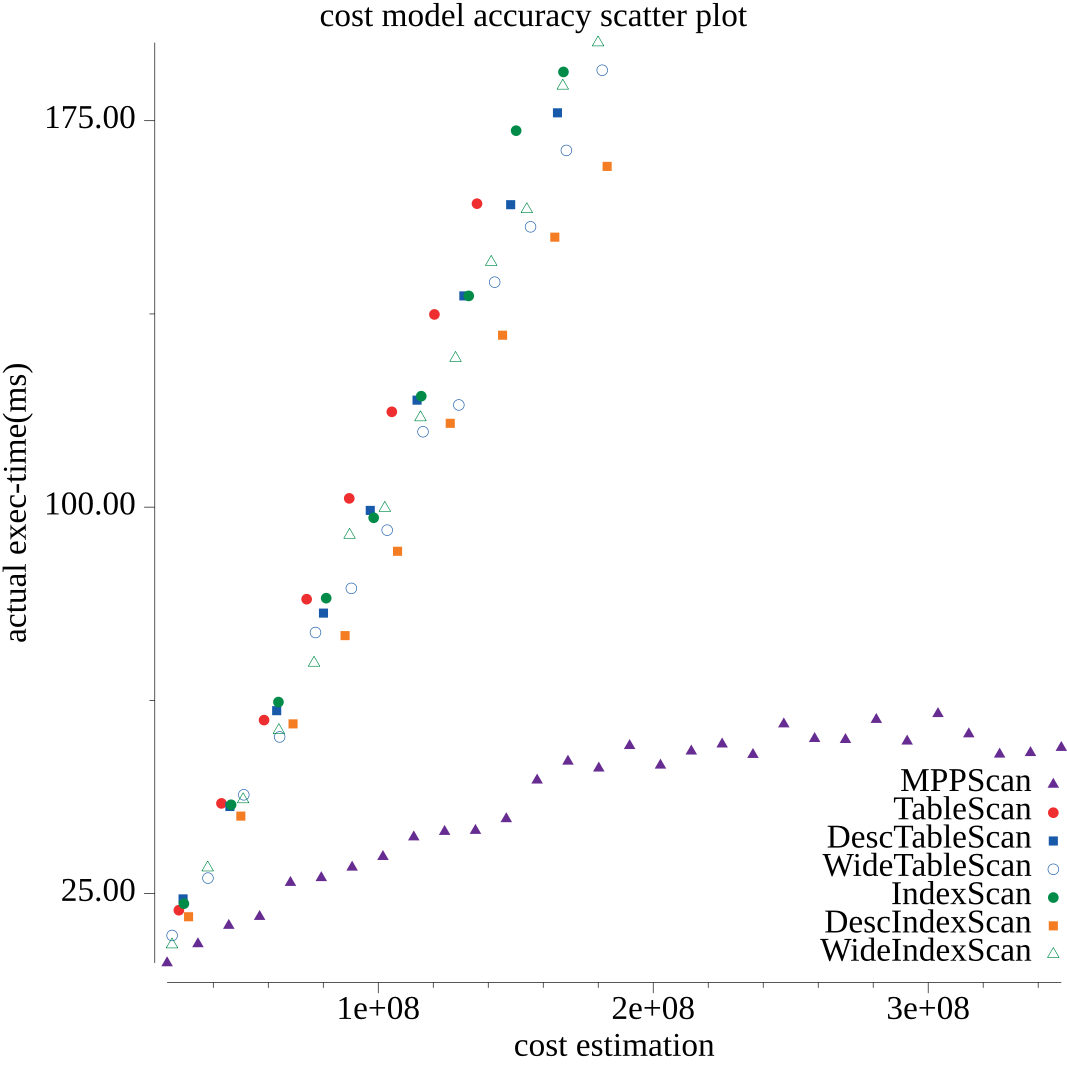 cost model accuracy scatter plot
175.00
100.00
25.00
actual exec-time(ms)
MPPScan
TableScan
DescTableScan
WideTableScan
IndexScan
DescIndexScan
WideIndexScan
1e+08 2e+08 3e+08
cost estimation